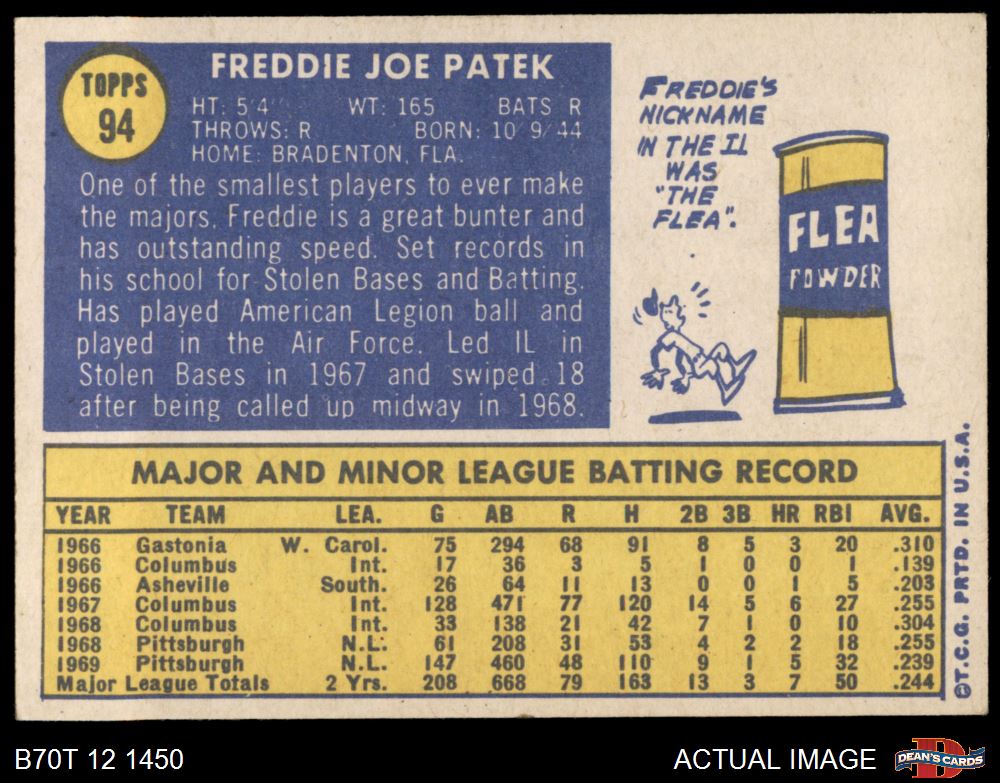 TOPPS
94
FREDDIE JOE PATEK
HT: 5'4" WT: 165 BATS R
THROWS: R BORN: 10 9/44
HOME: BRADENTON, FLA.
One of the smallest players to ever make
the majors, Freddie is a great bunter and
has outstanding speed. Set records in
his school for Stolen Bases and Batting.
Has played American Legion ball and
played in the Air Force. Led IL in
Stolen Bases in 1967 and swiped 18
after being called up midway in 1968.
FREDDIE'S
NICKNAME
IN THE IL
WAS
"THE
FLEA".
FLEA
POWDER
MAJOR AND MINOR LEAGUE BATTING RECORD
YEAR TEAM LEA. G AB R H 2B 3B HR RBI AVG.
1966 Gastonia W. Carol. 75 294 68 91 8 5 3 20 .310
1966 Columbus Int. 17 36 3 5 1 0 0 1 .139
1966 Asheville South. 26 64 11 13 0 0 1 5 .203
1967 Columbus Int. 128 471 77 120 14 5 6 27 .255
1968 Columbus Int. 33 138 21 42 7 1 0 10 .304
1968 Pittsburgh N.L. 61 208 31 53 4 2 2 18 .255
1969 Pittsburgh N.L. 147 460 48 110 9 1 5 32 .239
Major League Totals 2 Yrs. 208 668 79 163 13 3 7 50 .244
©T.C.G. PRTD. IN U.S.A.
B70T 12 1450
ACTUAL IMAGE
D
DEAN'S CARDS